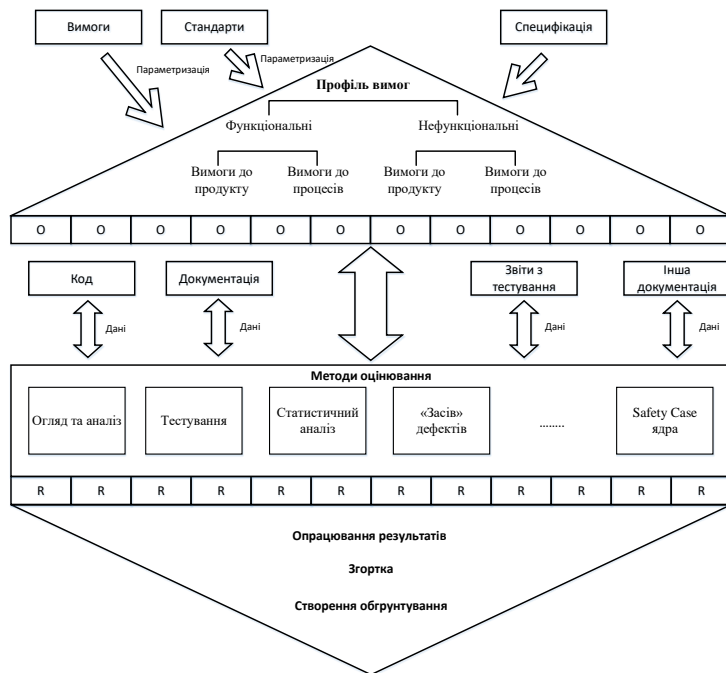 Вимоги
Стандарти
Специфікація
Параметризація
Параметризація
Профіль вимог
Функціональні
Нефункціональні
Вимоги до
продукту
Вимоги до
процесів
Вимоги до
продукту
Вимоги до
процесів
О О О О О О О О О О О О
Код
Документація
Звіти з
тестування
Інша
документація
Дані
Дані
Дані
Дані
Методи оцінювання
Огляд та аналіз
Тестування
Статистичний
аналіз
«Засів»
дефектів
........
Safety Case
ядра
R R R R R R R R R R R R
Опрацювання результатів
Згортка
Створення обгрунтування